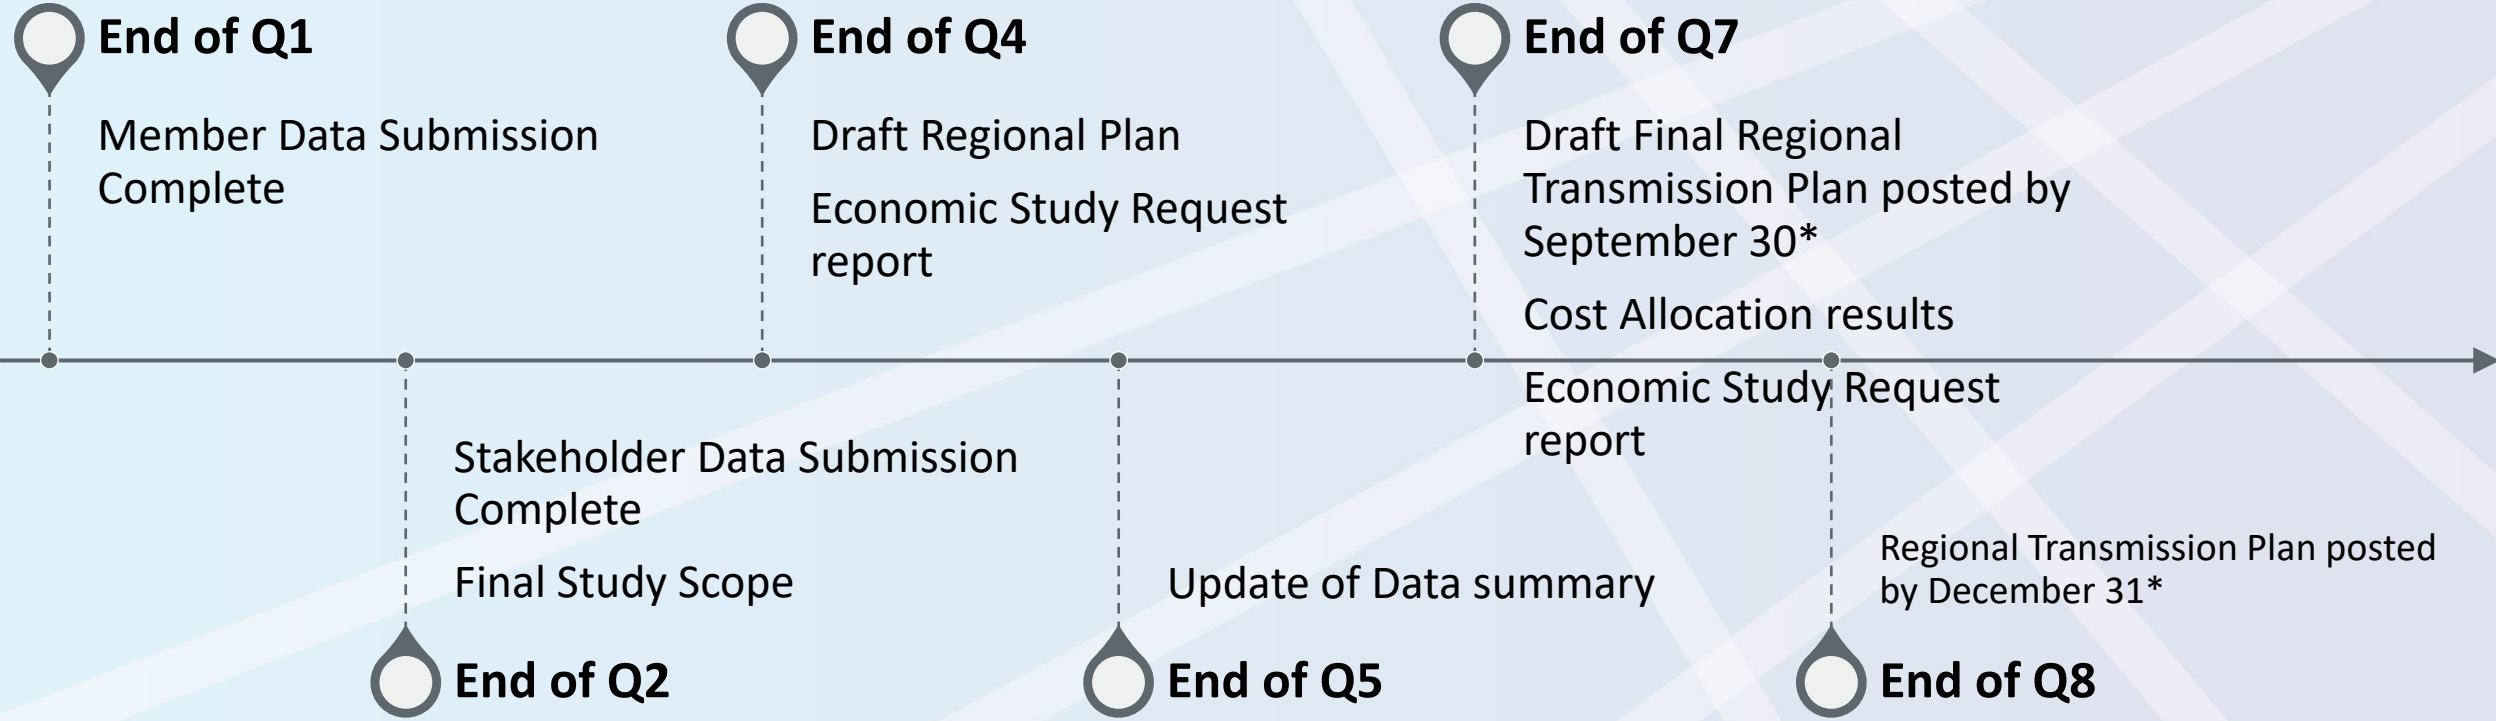 End of Q1
Member Data Submission
Complete
End of Q4
Draft Regional Plan
Economic Study Request
report
End of Q7
Draft Final Regional
Transmission Plan posted by
September 30*
Cost Allocation results
Economic Study Request
report
Stakeholder Data Submission
Complete
Final Study Scope
End of Q2
Update of Data summary
End of Q5
Regional Transmission Plan posted
by December 31*
End of Q8